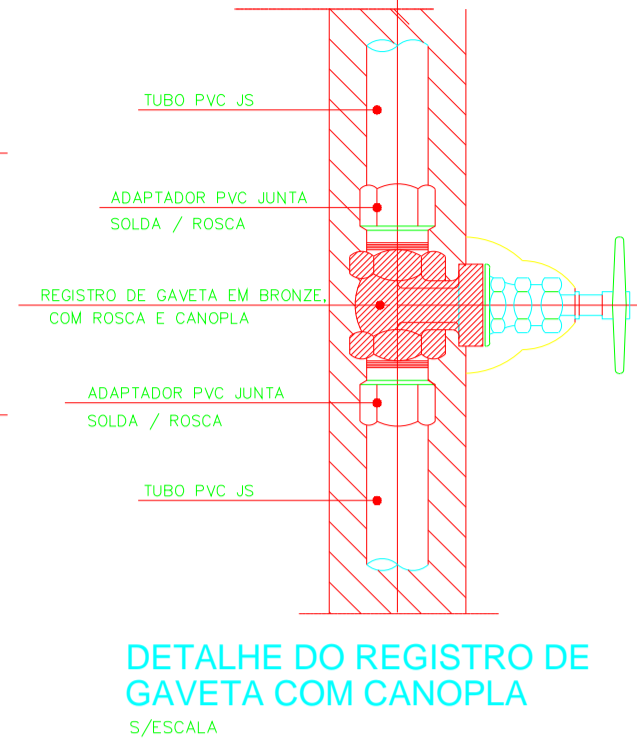 TUBO PVC JS
ADAPTADOR PVC JUNTA
SOLDA / ROSCA
REGISTRO DE GAVETA EM BRONZE,
COM ROSCA E CANOPLA
ADAPTADOR PVC JUNTA
SOLDA / ROSCA
TUBO PVC JS
DETALHE DO REGISTRO DE
GAVETA COM CANOPLA
S/ESCALA